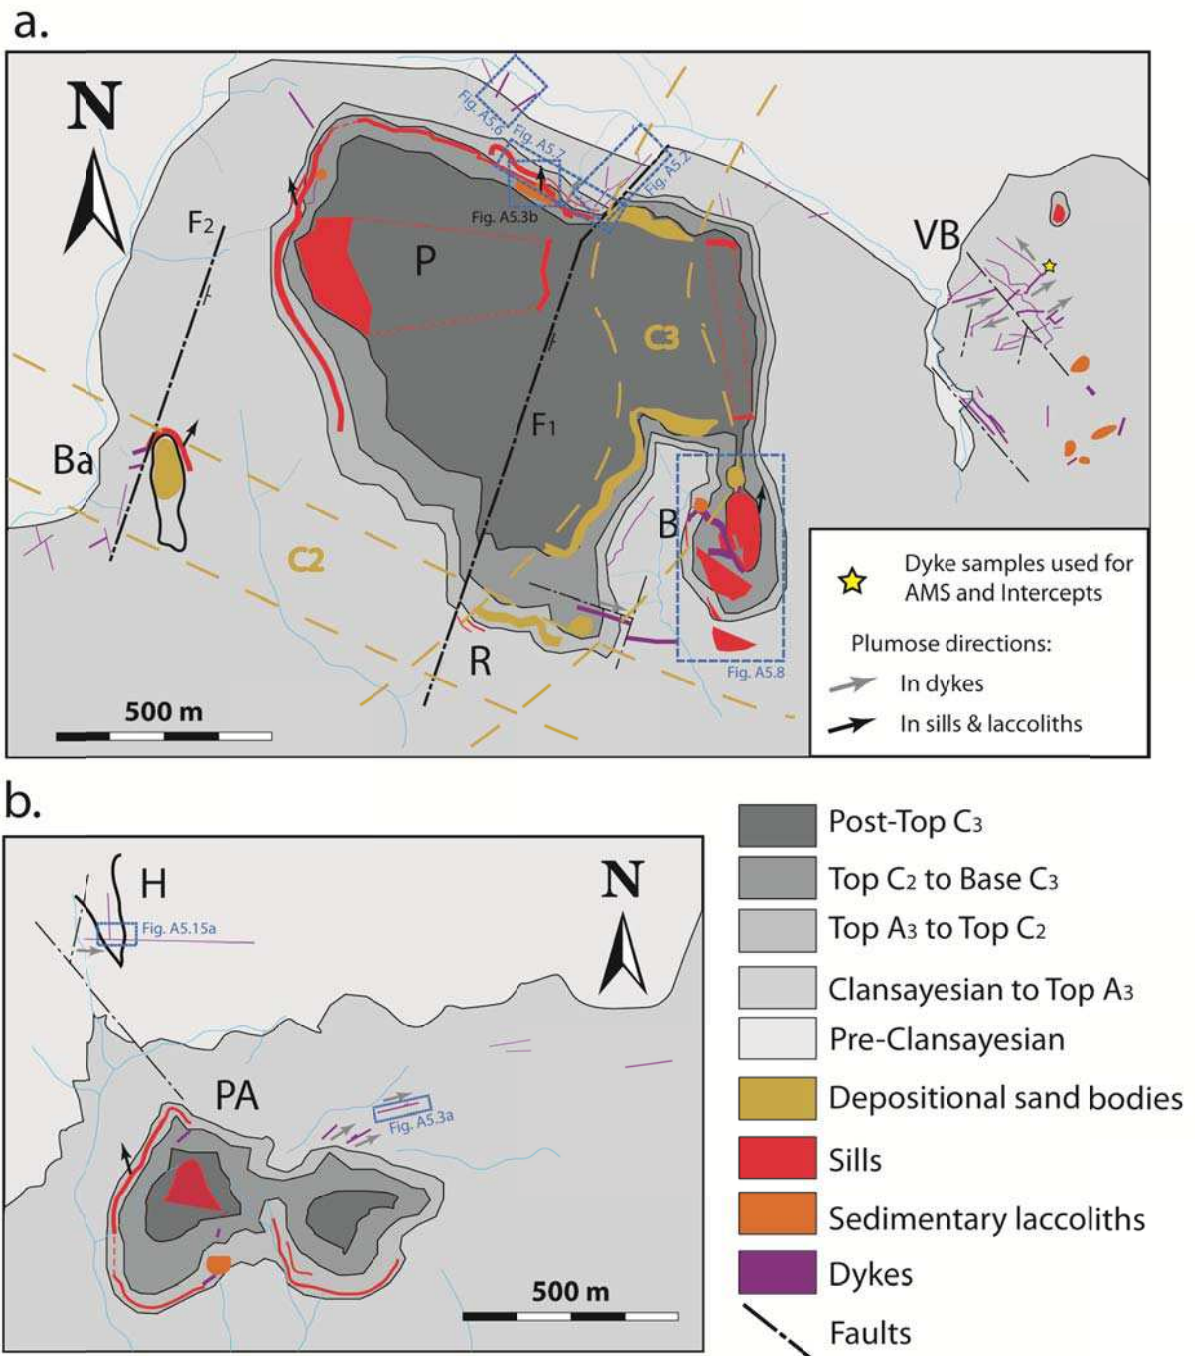 a.
N
Fig. A5.6
Fig. A5.7
Fig. A5.2
Fig. A5.3b
F2
P
VB
C3
F1
Ba
B
C2
R
Fig. A5.8
500 m
Dyke samples used for
AMS and Intercepts
Plumose directions:
In dykes
In sills & laccoliths
b.
H
N
Fig. A5.15a
PA
Fig. A5.3a
500 m
Post-Top C3
Top C2 to Base C3
Top A3 to Top C2
Clansayesian to Top A3
Pre-Clansayesian
Depositional sand bodies
Sills
Sedimentary laccoliths
Dykes
Faults